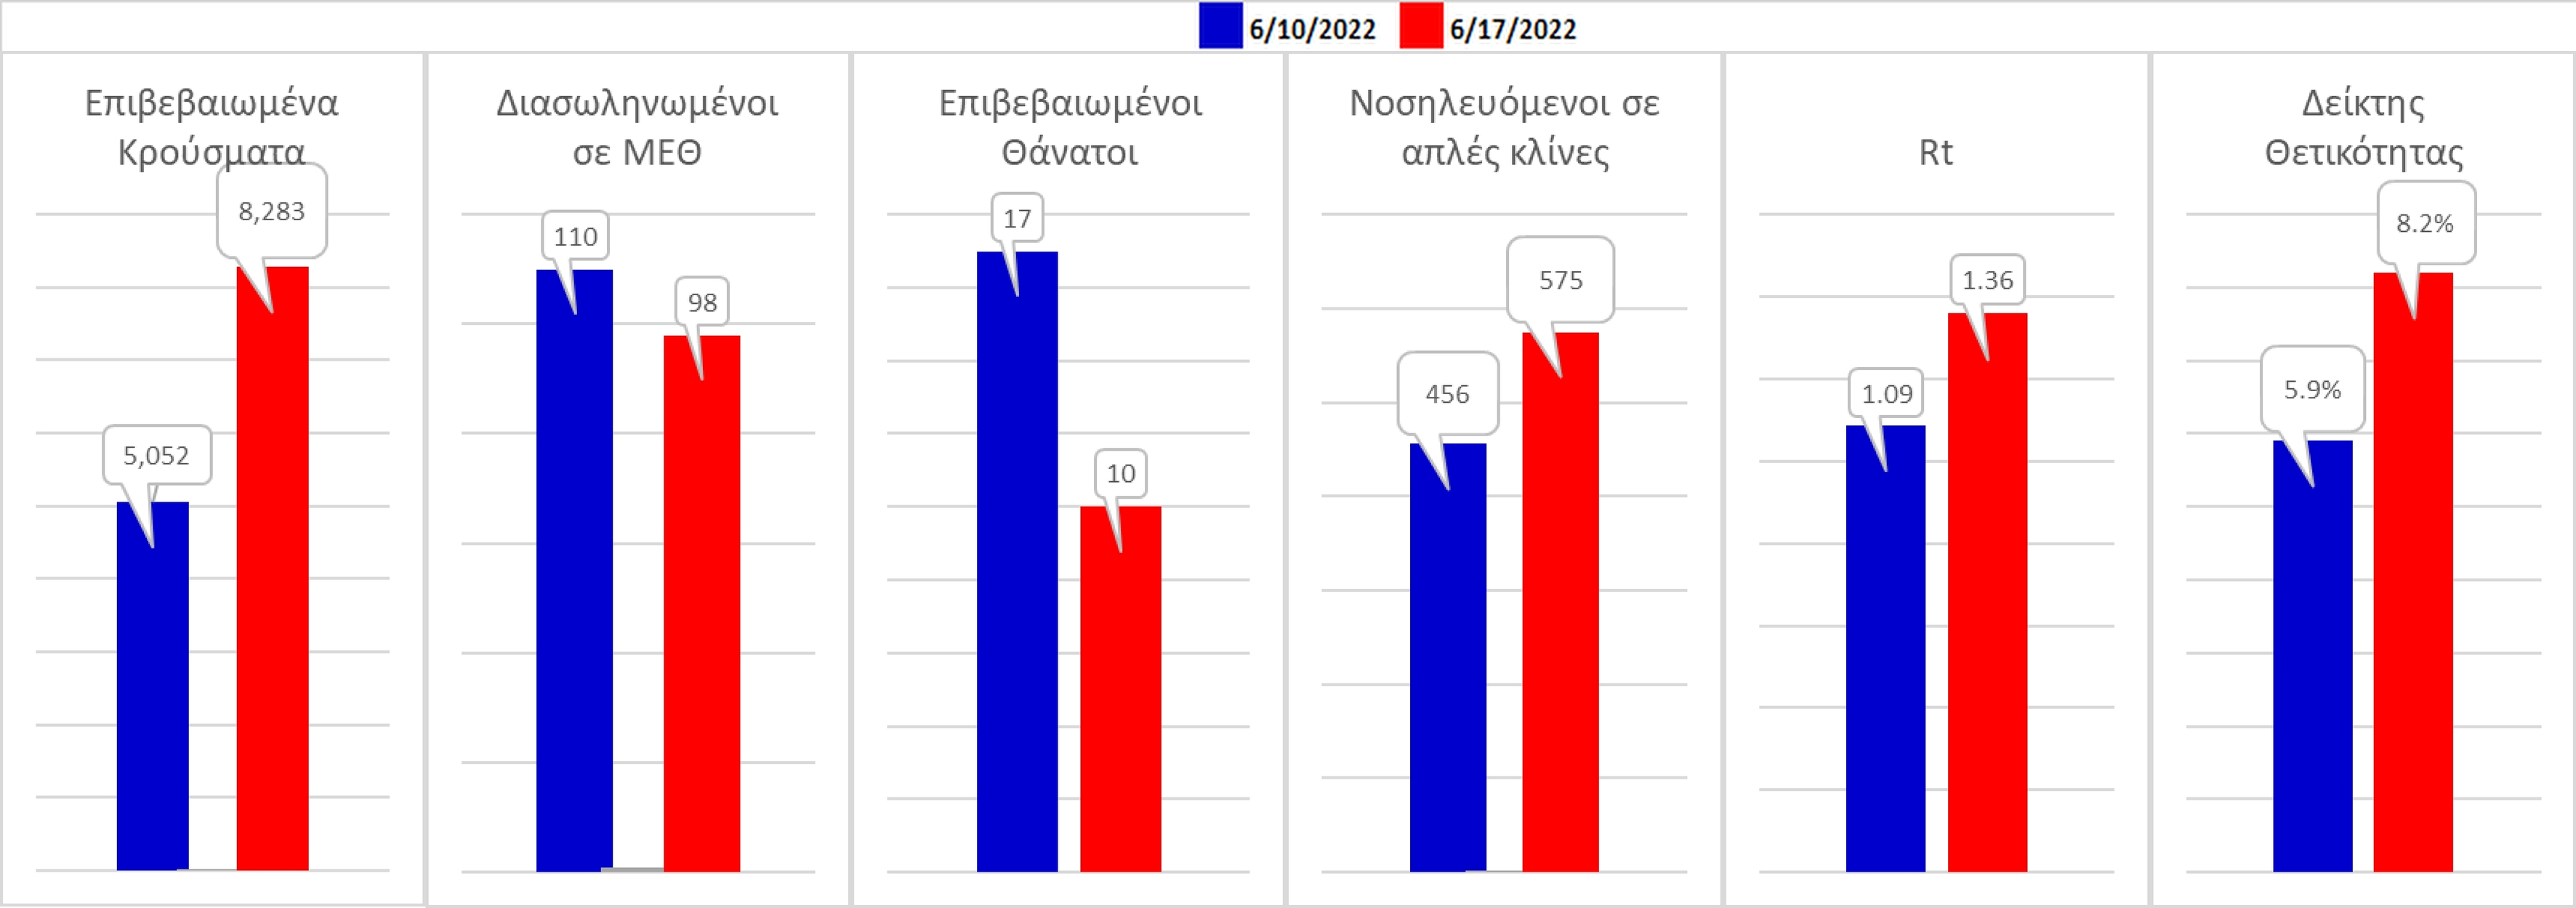 6/10/2022 6/17/2022
Επιβεβαιωμένα
Κρούσματα
8,283
5,052
Διασωληνωμένοι
σε ΜΕΘ
110
98
Επιβεβαιωμένοι
Θάνατοι
17
10
Νοσηλευόμενοι σε
απλές κλίνες
575
456
Rt
1.36
1.09
Δείκτης
Θετικότητας
8.2%
5.9%